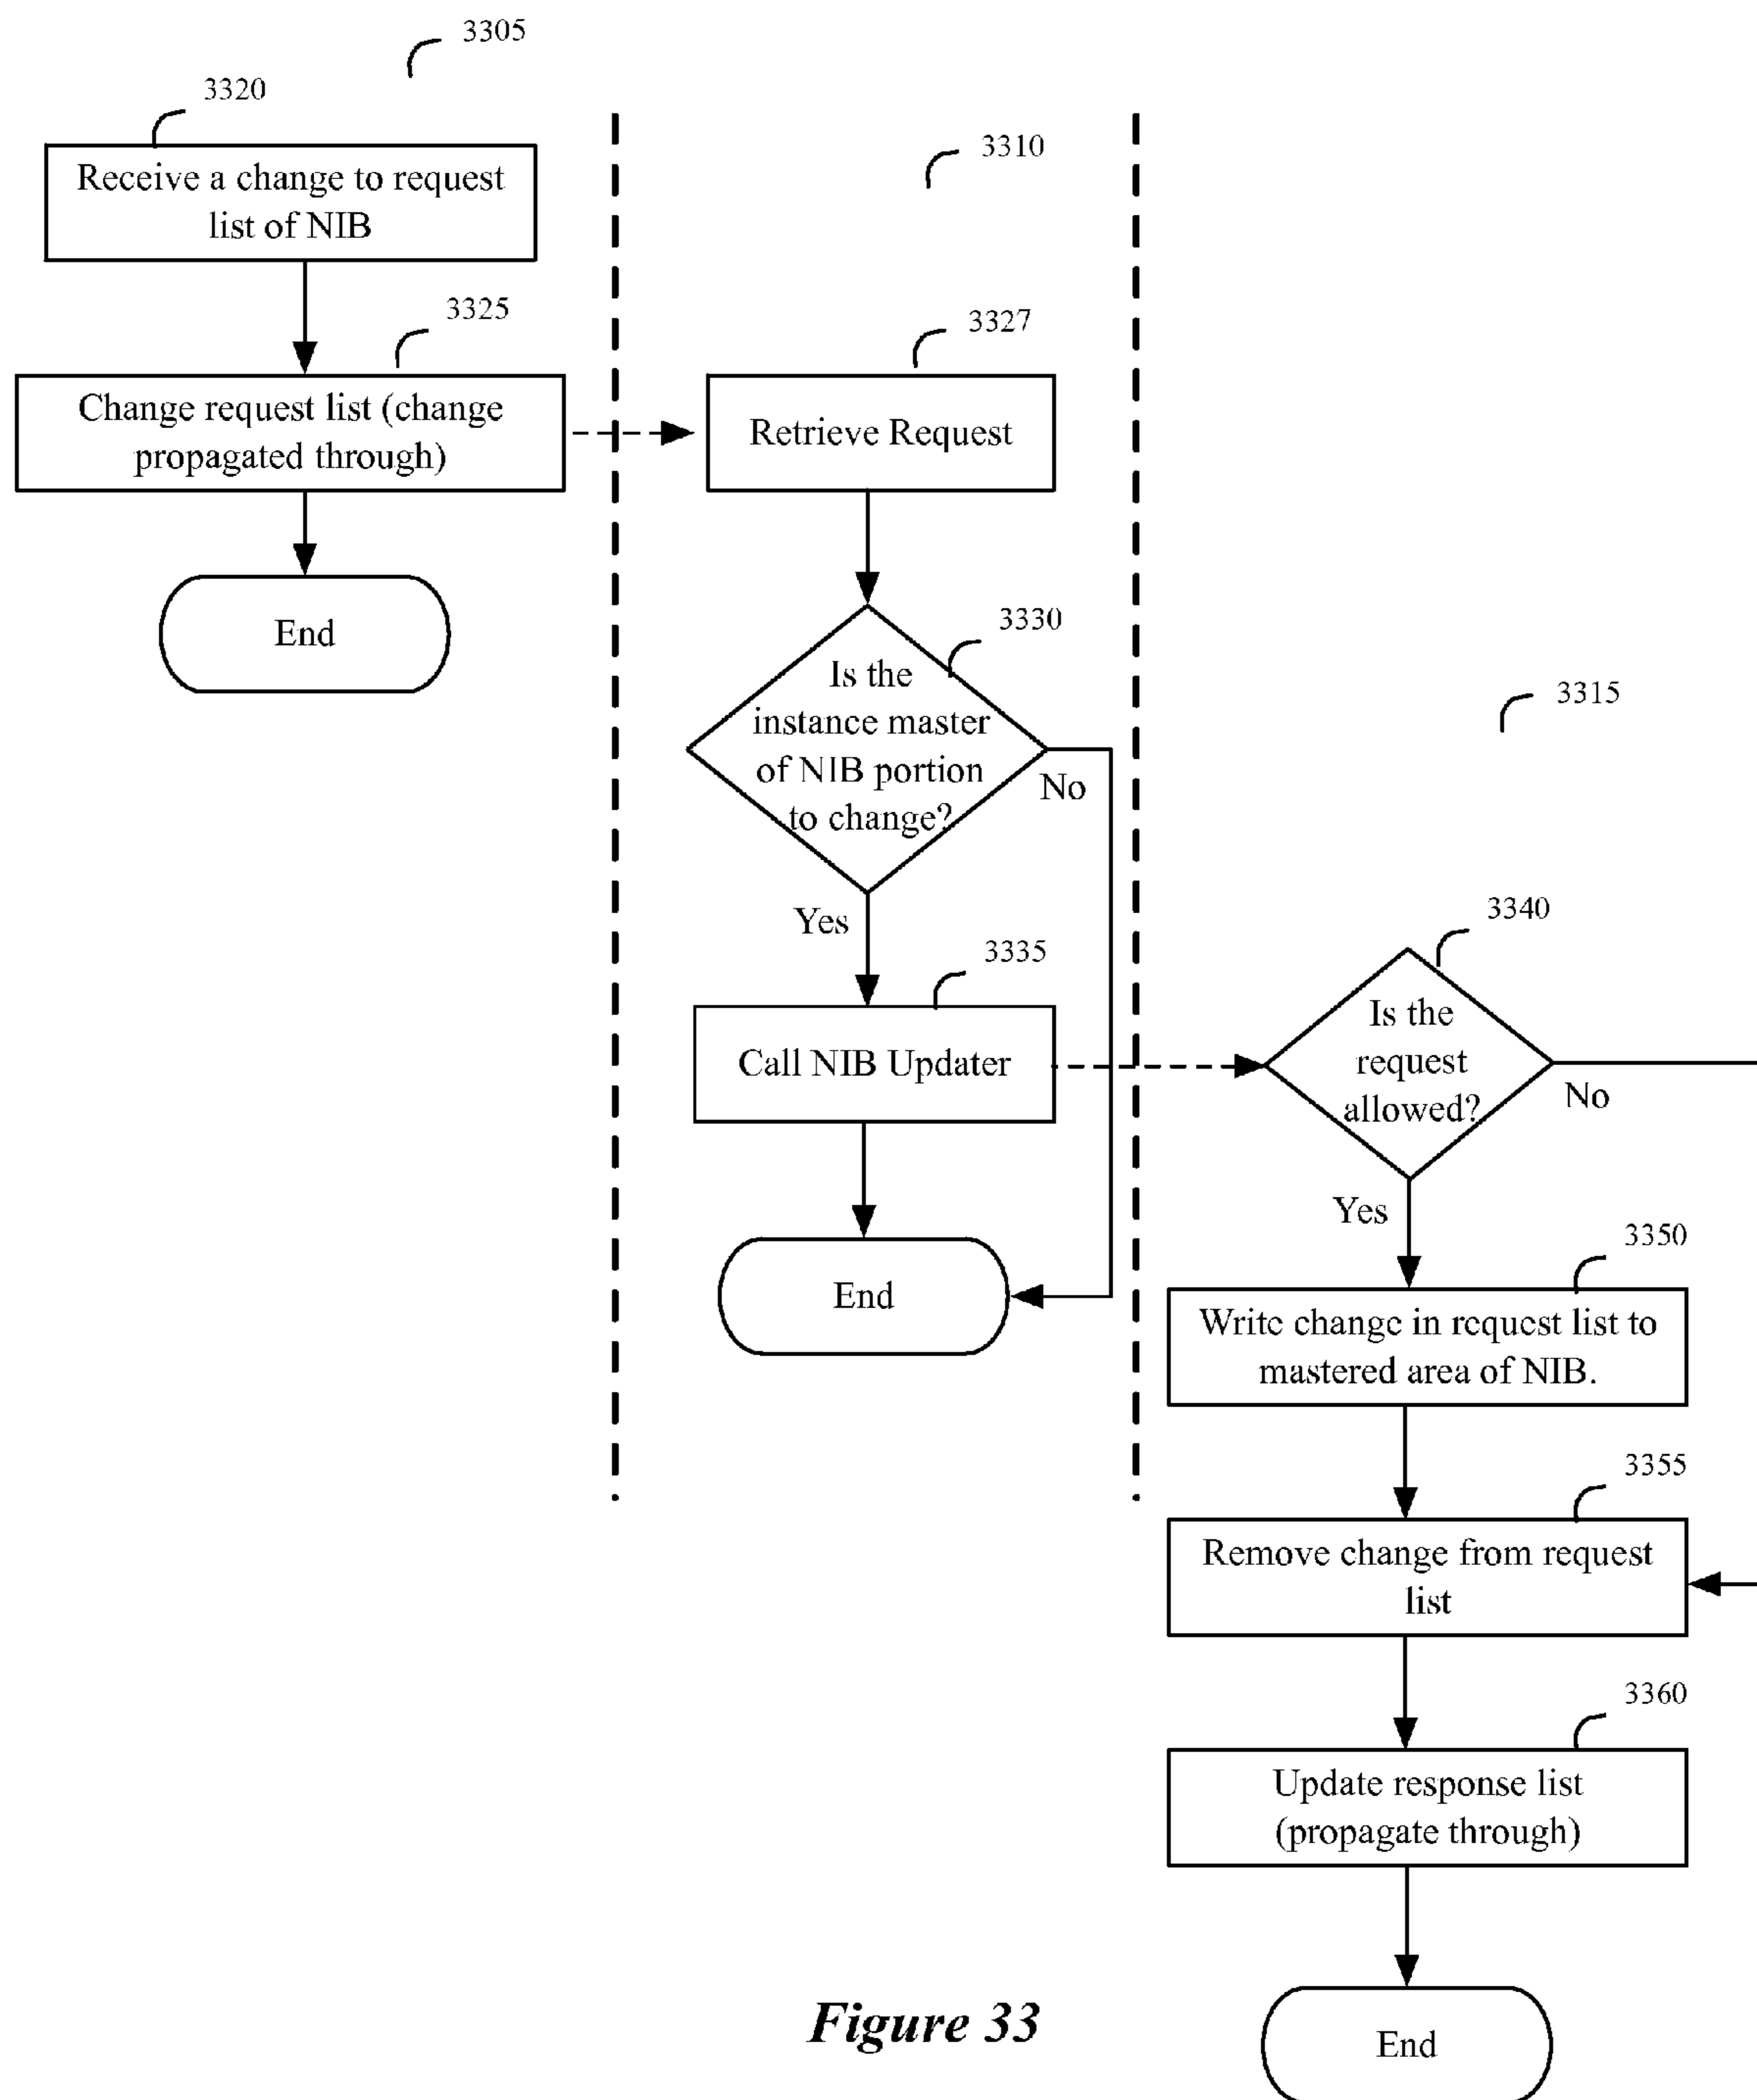 3305
3320
Receive a change to request
list of NIB
3325
Change request list (change
propagated through)
End
3310
3327
Retrieve Request
3330
Is the
instance master
of NIB portion
to change?
No
Yes
3335
Call NIB Updater
End
3315
3340
Is the
request
allowed?
No
Yes
3350
Write change in request list to
mastered area of NIB.
3355
Remove change from request
list
3360
Update response list
(propagate through)
End
Figure 33